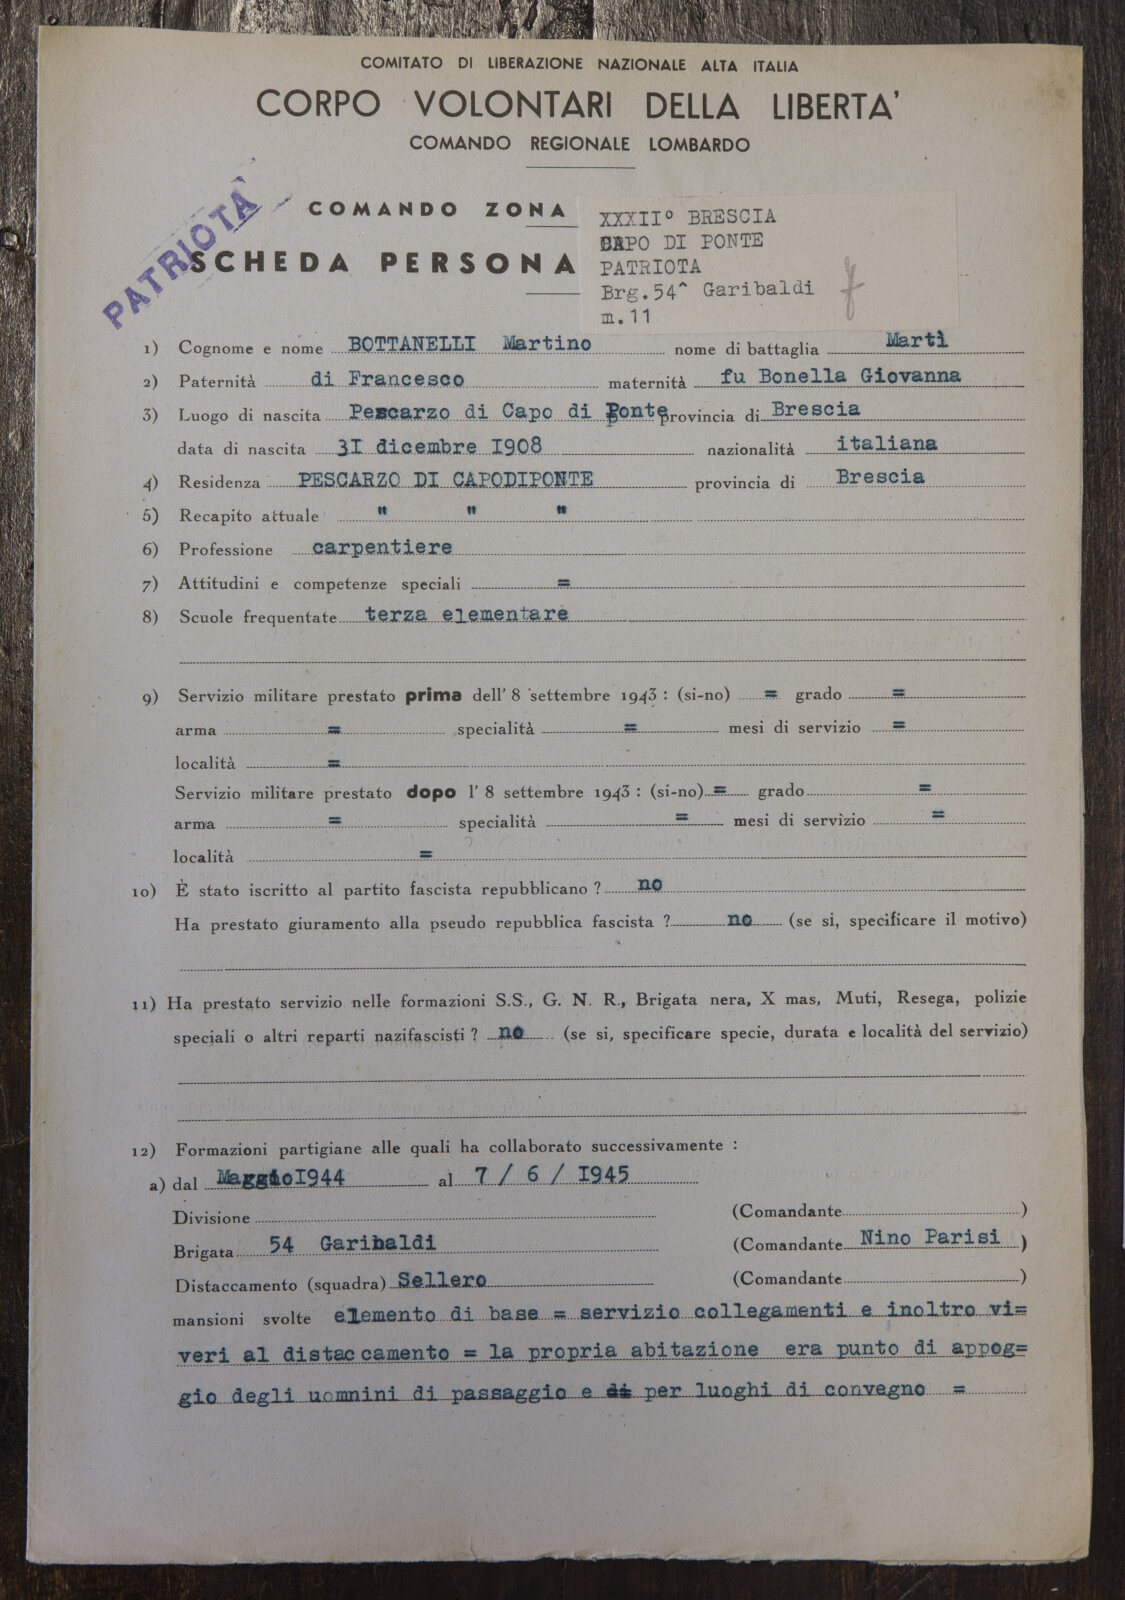 COMITATO DI LIBERAZIONE NAZIONALE ALTA ITALIA
CORPO VOLONTARI DELLA LIBERTA'
COMANDO REGIONALE LOMBARDO
PATRIOTA
COMANDO ZONA
SCHEDA PERSONA
XXXII° BRESCIA
CAPO DI PONTE
PATRIOTA
Brg.54^ Garibaldi
m.11
1) Cognome e nome BOTTANELLI Martino nome di battaglia Martì
2) Paternità di Francesco maternità fu Bonella Giovanna
3) Luogo di nascita Pescarzo di Capo di Ponte provincia di Brescia
data di nascita 31 dicembre 1908 nazionalità italiana
4) Residenza PESCARZO DI CAPODIPONTE provincia di Brescia
5) Recapito attuale " " "
6) Professione carpentiere
7) Attitudini e competenze speciali =
8) Scuole frequentate terza elementare
9) Servizio militare prestato prima dell' 8 settembre 1943 : (si-no) = grado =
arma = specialità = mesi di servizio =
località =
Servizio militare prestato dopo l' 8 settembre 1943 : (si-no) = grado =
arma = specialità = mesi di servizio =
località =
10) È stato iscritto al partito fascista repubblicano ? no
Ha prestato giuramento alla pseudo repubblica fascista ? no (se si, specificare il motivo)
11) Ha prestato servizio nelle formazioni S.S., G. N. R., Brigata nera, X mas, Muti, Resega, polizie
speciali o altri reparti nazifascisti ? no (se si, specificare specie, durata e località del servizio)
12) Formazioni partigiane alle quali ha collaborato successivamente :
a) dal Maggio1944 al 7 / 6 / 1945
Divisione (Comandante )
Brigata 54 Garibaldi (Comandante Nino Parisi )
Distaccamento (squadra) Sellero (Comandante )
mansioni svolte elemento di base = servizio collegamenti e inoltro vi=
veri al distaccamento = la propria abitazione era punto di appog=
gio degli uomnini di passaggio e di per luoghi di convegno =